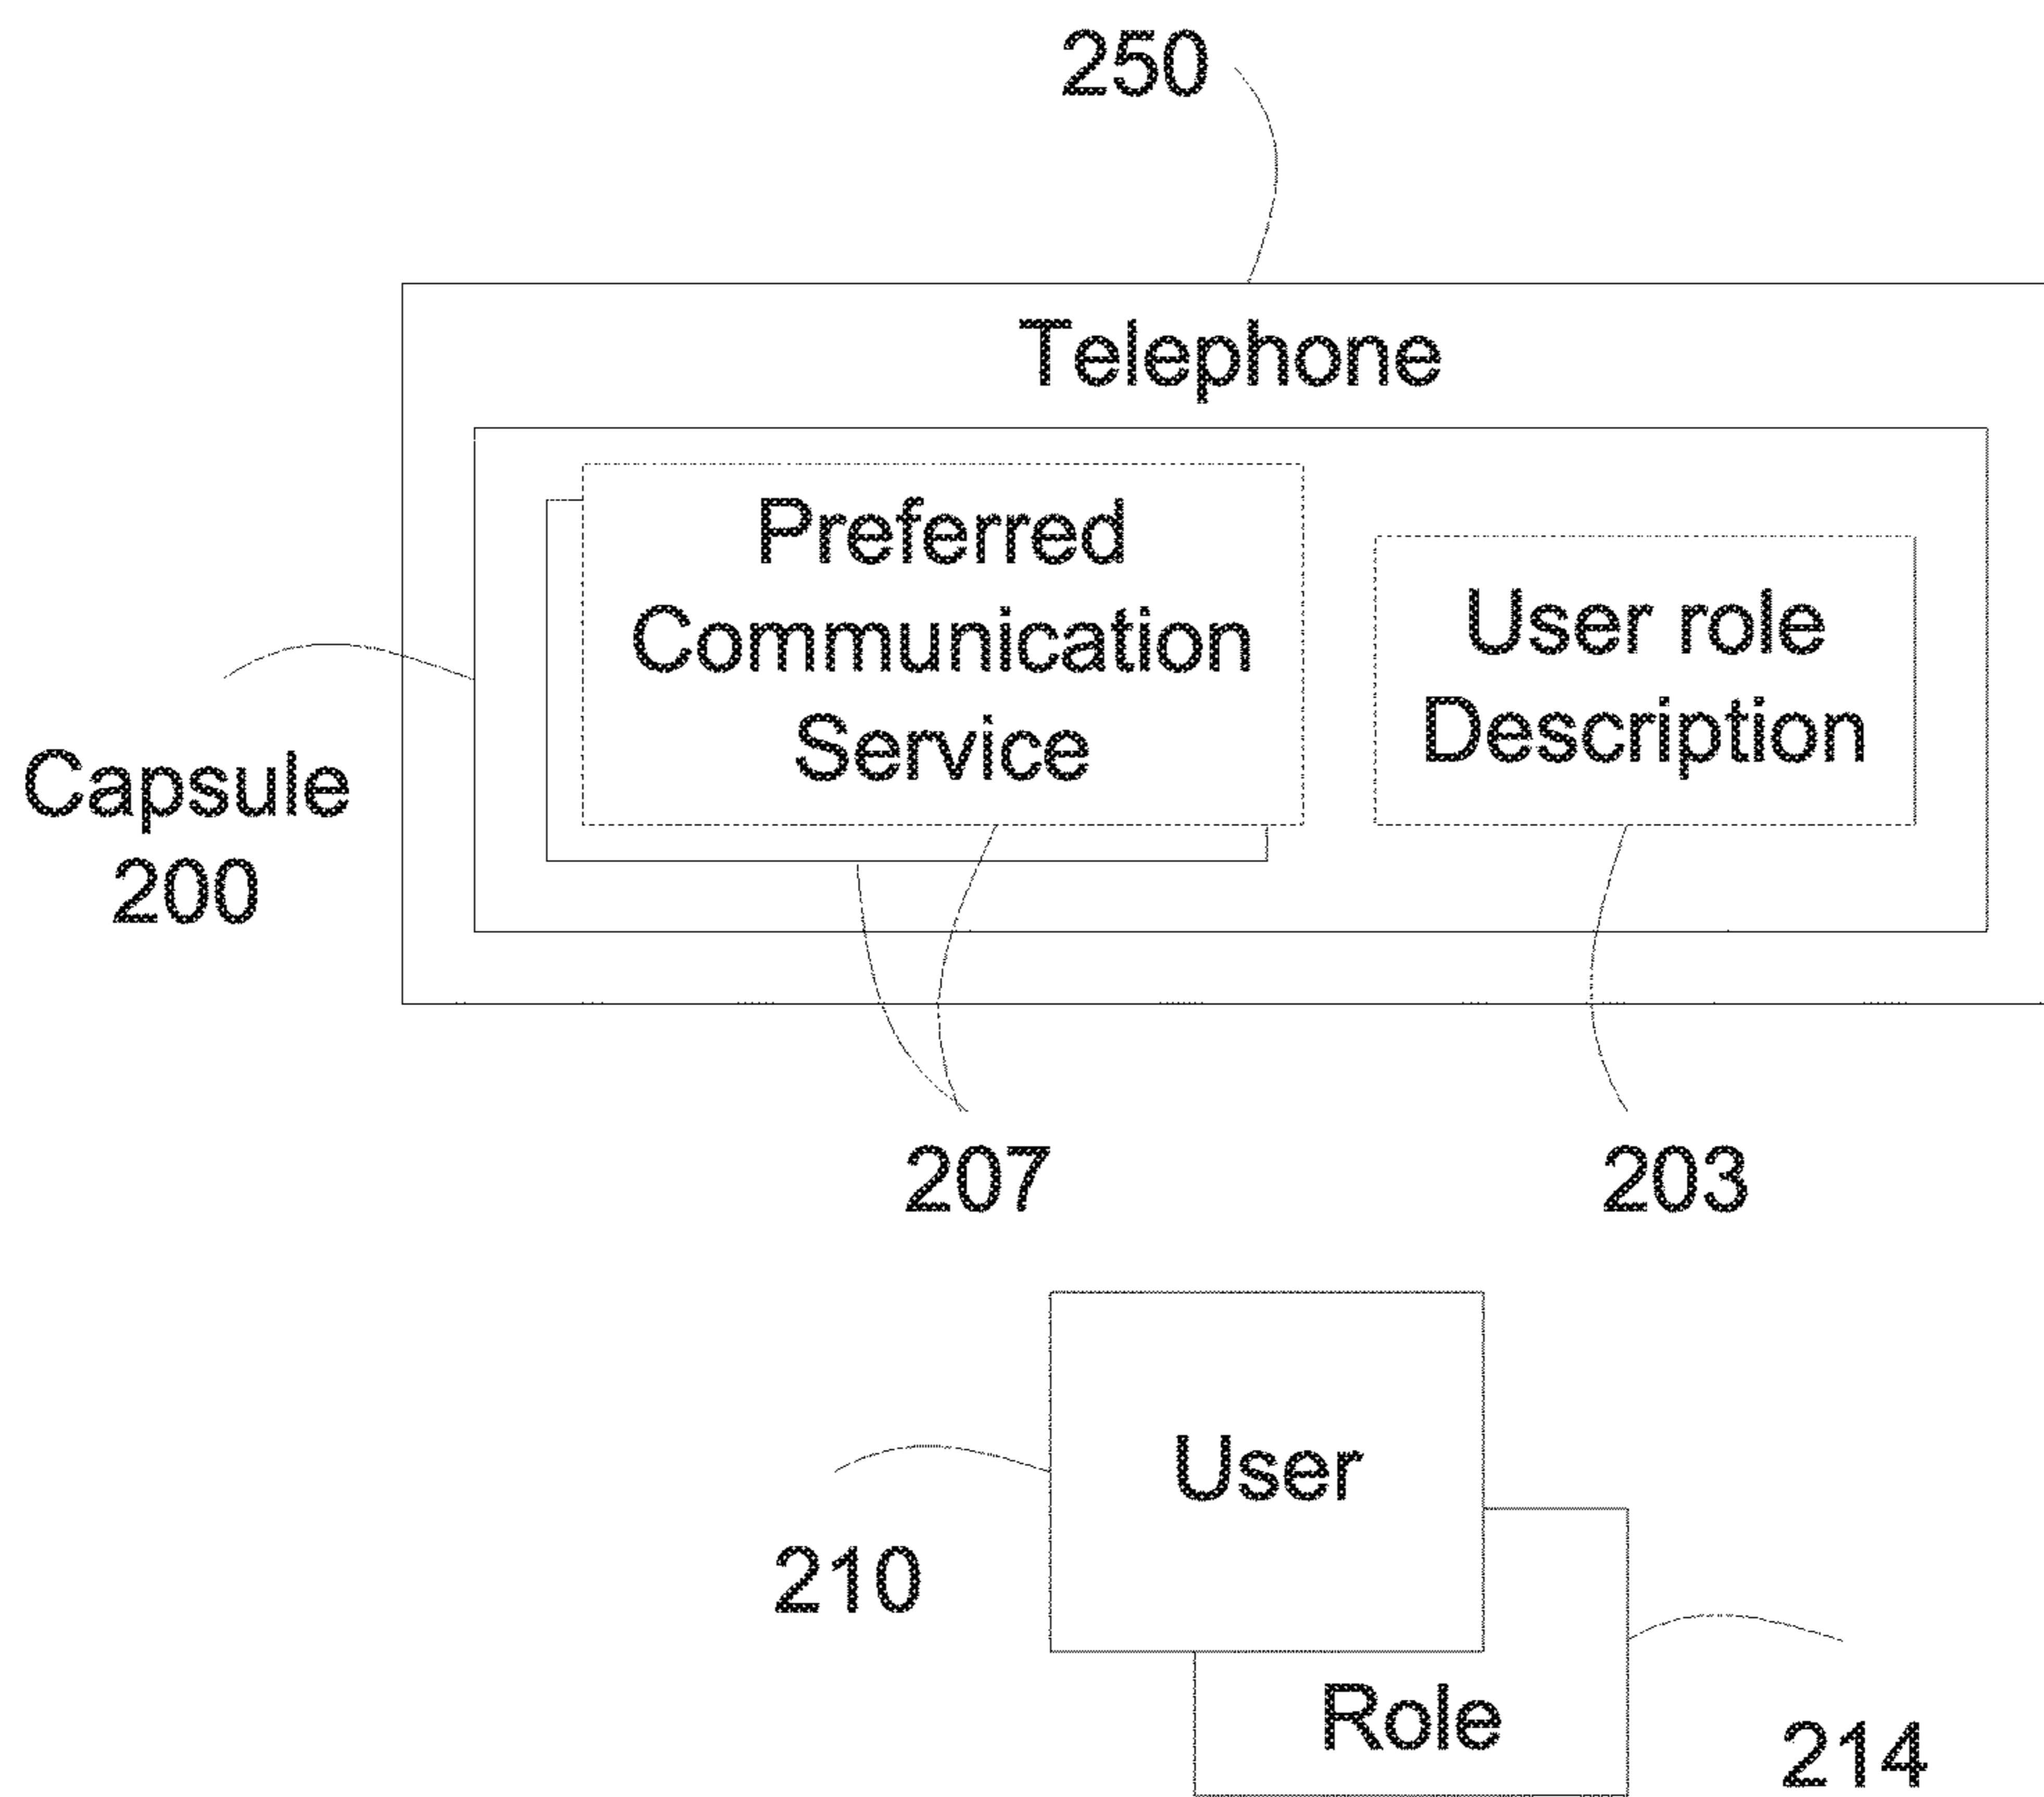 250
Telephone
Preferred
Communication
Service
User role
Description
Capsule
200
207
203
User
210
Role
214